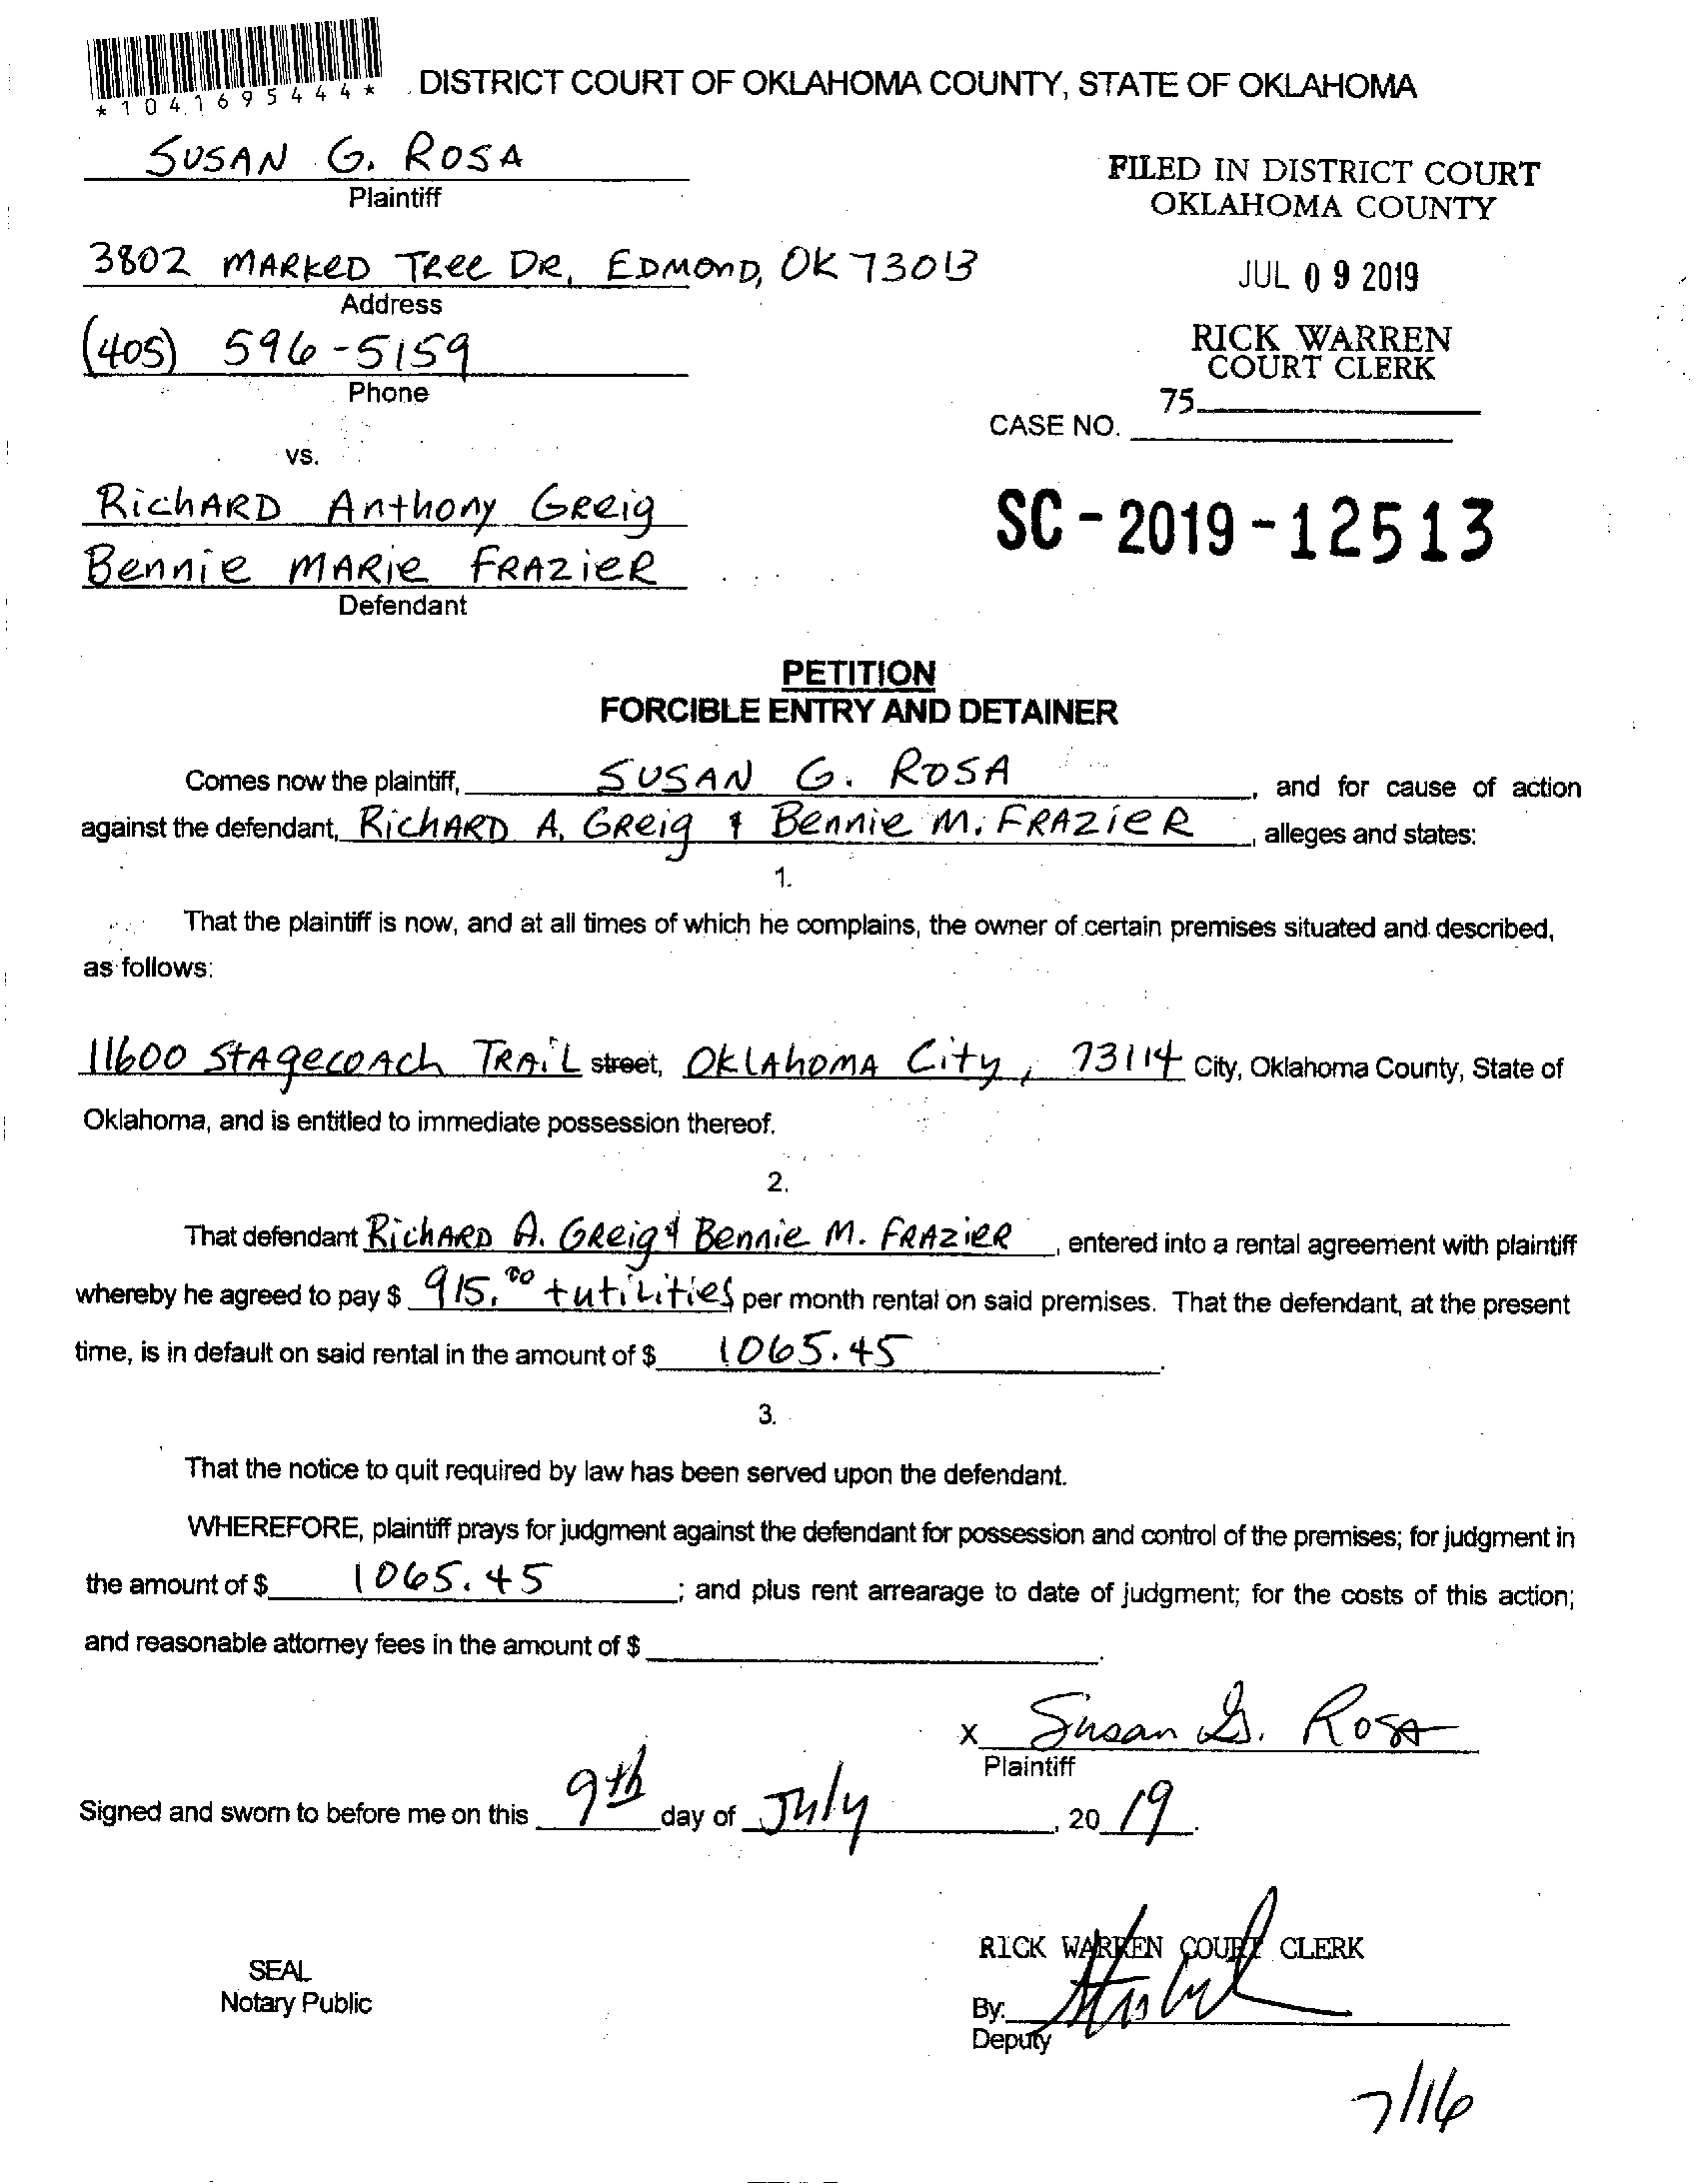 *1041695444*
DISTRICT COURT OF OKLAHOMA COUNTY, STATE OF OKLAHOMA
SUSAN G. ROSA
Plaintiff
FILED IN DISTRICT COURT
OKLAHOMA COUNTY
3802 MARKED TRee DR, EDMOND, OK 73013
Address
JUL 09 2019
(405) 596-5159
Phone
RICK WARREN
COURT CLERK
75
CASE NO.
vs.
RichARD Anthony GReig
Bennie MARie FRAZieR
Defendant
SC-2019-12513
PETITION
FORCIBLE ENTRY AND DETAINER
Comes now the plaintiff, SUSAN G. ROSA, and for cause of action
against the defendant, RichARD A. GReig & Bennie M. FRAZieR, alleges and states:
1.
That the plaintiff is now, and at all times of which he complains, the owner of certain premises situated and described,
as follows:
11600 StAgecoAch TRAiL street, OKLAhOMA City, 73114 City, Oklahoma County, State of
Oklahoma, and is entitled to immediate possession thereof.
2.
That defendant RichARD A. GReig & Bennie M. FRAZieR, entered into a rental agreement with plaintiff
whereby he agreed to pay $ 915.00 + utilities per month rental on said premises. That the defendant, at the present
time, is in default on said rental in the amount of $ 1065.45.
3.
That the notice to quit required by law has been served upon the defendant.
WHEREFORE, plaintiff prays for judgment against the defendant for possession and control of the premises; for judgment in
the amount of $ 1065.45; and plus rent arrearage to date of judgment; for the costs of this action;
and reasonable attorney fees in the amount of $.
X Susan G. Rosa
Plaintiff
Signed and sworn to before me on this 9th day of July, 2019.
RICK WARREN COURT CLERK
SEAL
Notary Public
By:
Deputy
7/16